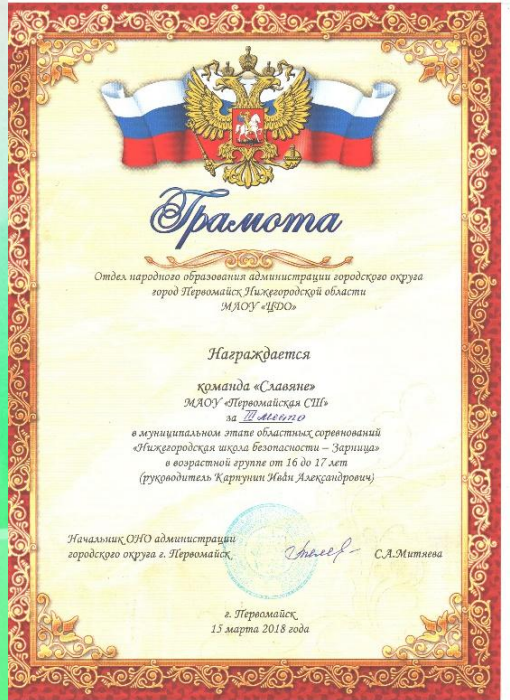 Грамота
Отдел народного образования администрации городского округа
город Первомайск Нижегородской области
МАОУ «ЦДО»
Награждается
команда «Славяне»
МАОУ «Первомайская СШ»
за III место
в муниципальном этапе областных соревнований
«Нижегородская школа безопасности – Зарница»
в возрастной группе от 16 до 17 лет
(руководитель Карпунин Иван Александрович)
Начальник ОНО администрации
городского округа г. Первомайск С.А.Митяева
г. Первомайск
15 марта 2018 года